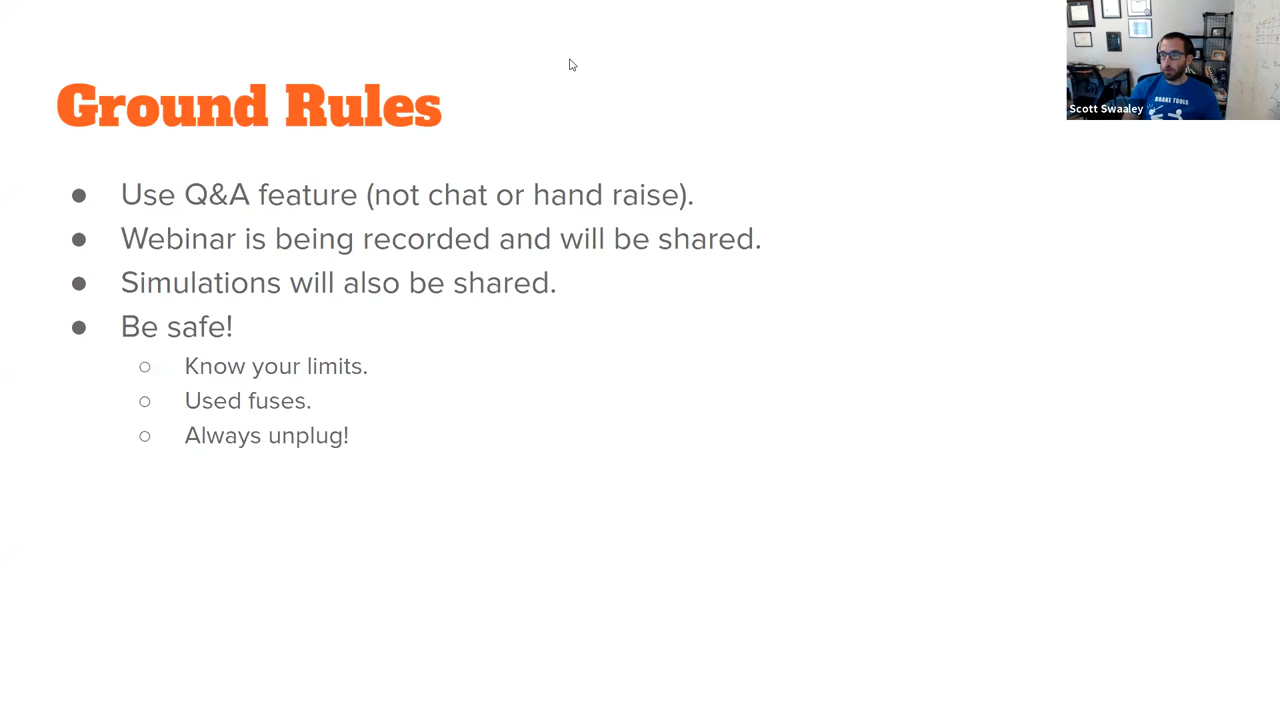 Ground Rules
Use Q&A feature (not chat or hand raise).
Webinar is being recorded and will be shared.
Simulations will also be shared.
Be safe!
Know your limits.
Used fuses.
Always unplug!
Scott Swaaley